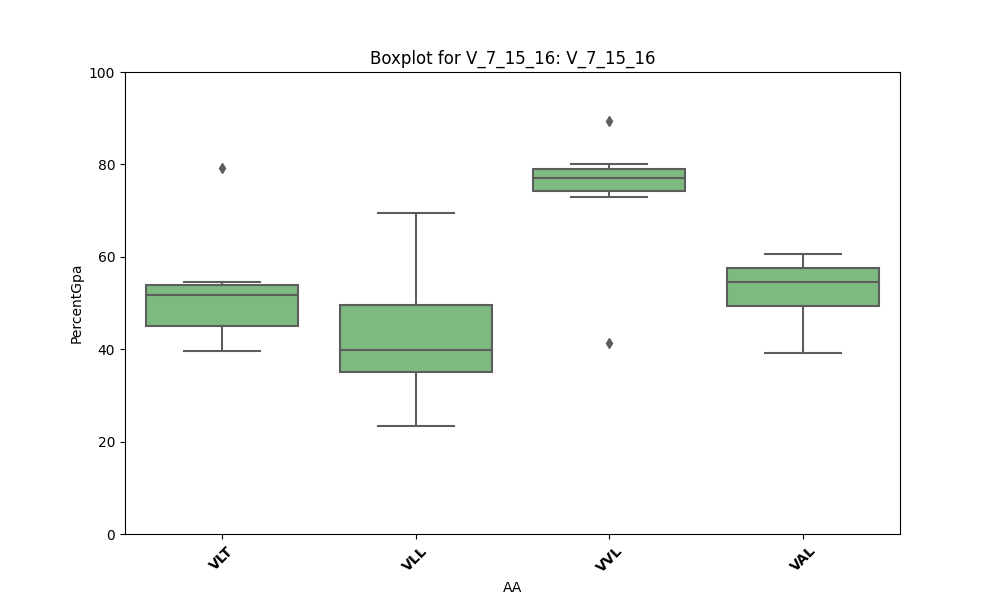 Boxplot for V_7_15_16: V_7_15_16
100
80
60
40
20
0
PercentGpa
VLT
VLL
VVL
VAL
AA